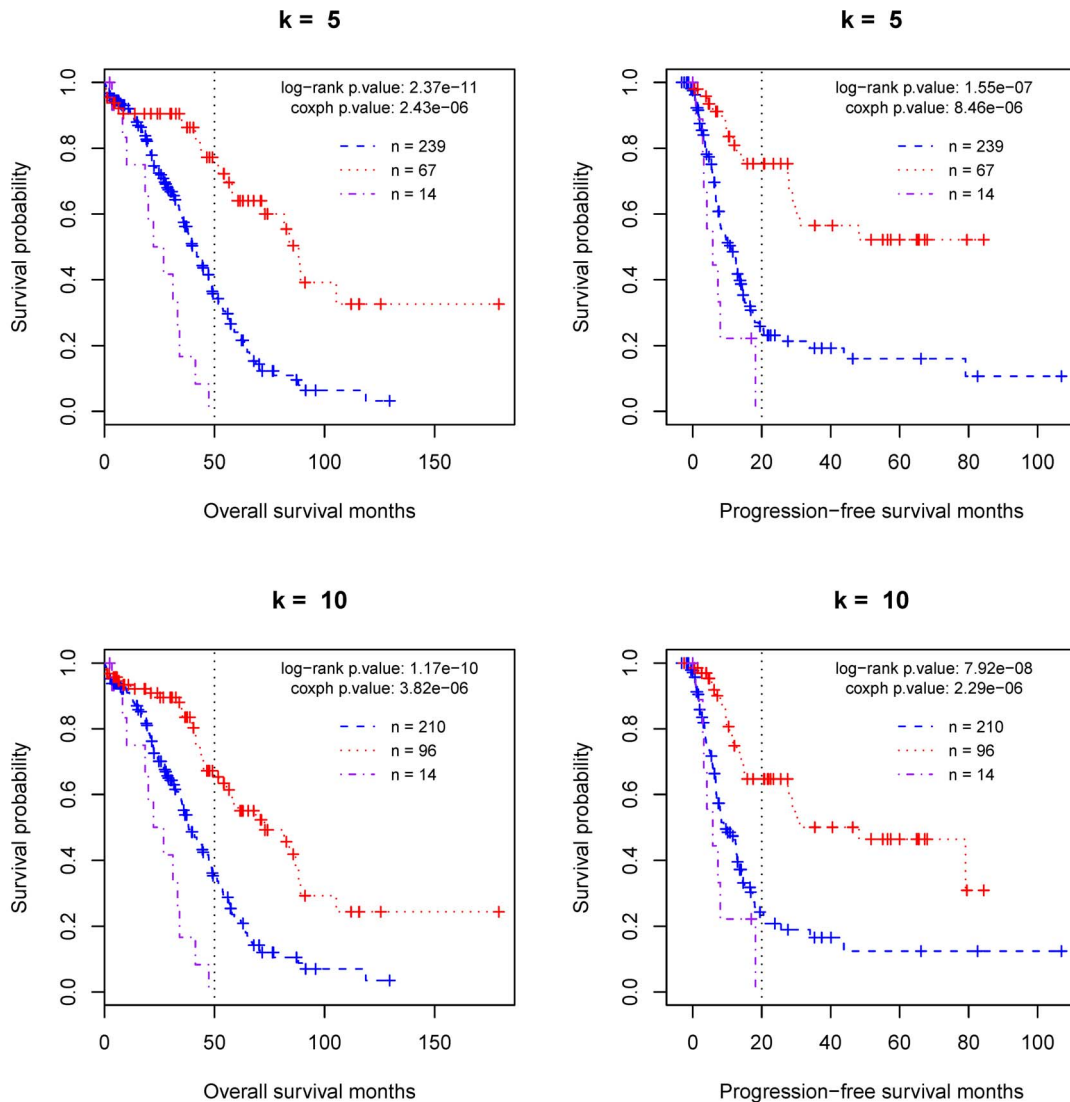 k =  5
log-rank p.value: 2.37e-11
coxph p.value: 2.43e-06
n = 239
n = 67
n = 14
1.0
0.8
0.6
0.4
0.2
0.0
Survival probability
0 50 100 150
Overall survival months
k =  5
log-rank p.value: 1.55e-07
coxph p.value: 8.46e-06
n = 239
n = 67
n = 14
1.0
0.8
0.6
0.4
0.2
0.0
Survival probability
0 20 40 60 80 100
Progression−free survival months
k =  10
log-rank p.value: 1.17e-10
coxph p.value: 3.82e-06
n = 210
n = 96
n = 14
1.0
0.8
0.6
0.4
0.2
0.0
Survival probability
0 50 100 150
Overall survival months
k =  10
log-rank p.value: 7.92e-08
coxph p.value: 2.29e-06
n = 210
n = 96
n = 14
1.0
0.8
0.6
0.4
0.2
0.0
Survival probability
0 20 40 60 80 100
Progression−free survival months